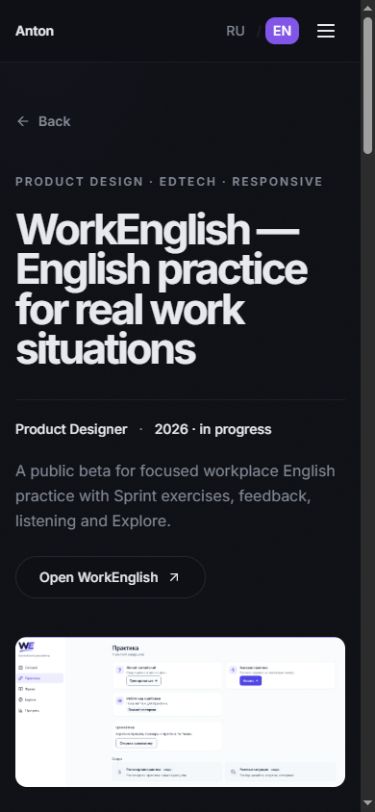 Anton
RU / EN
← Back
PRODUCT DESIGN · EDTECH · RESPONSIVE
WorkEnglish —
English practice
for real work
situations
Product Designer · 2026 · in progress
A public beta for focused workplace English
practice with Sprint exercises, feedback,
listening and Explore.
Open WorkEnglish ↗
WE
Практика